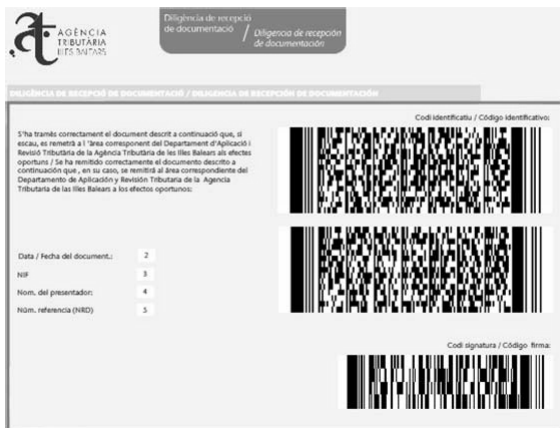 AGÈNCIA
TRIBUTÀRIA
ILLES BALEARS
Diligència de recepció
de documentació / Diligencia de recepción
de documentación
DILIGÈNCIA DE RECEPCIÓ DE DOCUMENTACIÓ / DILIGENCIA DE RECEPCIÓN DE DOCUMENTACIÓN
Codi identificatiu / Código identificativo:
S'ha tramès correctament el document descrit a continuació que, si
escau, es remetrà a l 'àrea corresponent del Departament d'Aplicació i
Revisió Tributària de la Agència Tributària de les Illes Balears als efectes
oportuns / Se ha remitido correctamente el documento descrito a
continuación que , en su caso, se remitirá al área correspondiente del
Departamento de Aplicación y Revisión Tributaria de la Agencia
Tributaria de las Illes Balears a los efectos oportunos:
Data / Fecha del document.: 2
NIF 3
Nom. del presentador: 4
Núm. referencia (NRD) 5
Codi signatura / Código firma: